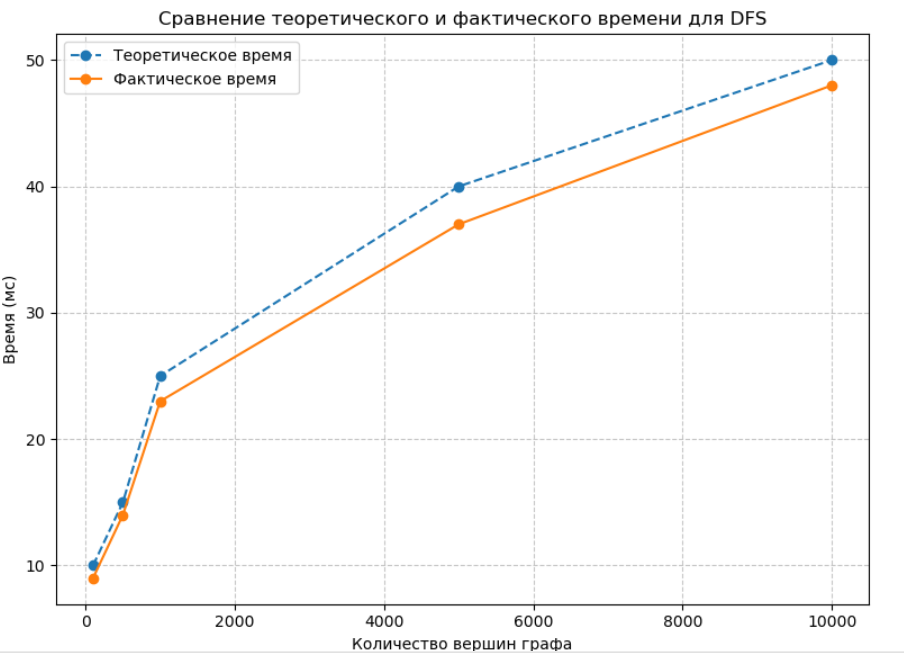 Сравнение теоретического и фактического времени для DFS
Теоретическое время
Фактическое время
50
40
30
20
10
Время (мс)
0 2000 4000 6000 8000 10000
Количество вершин графа